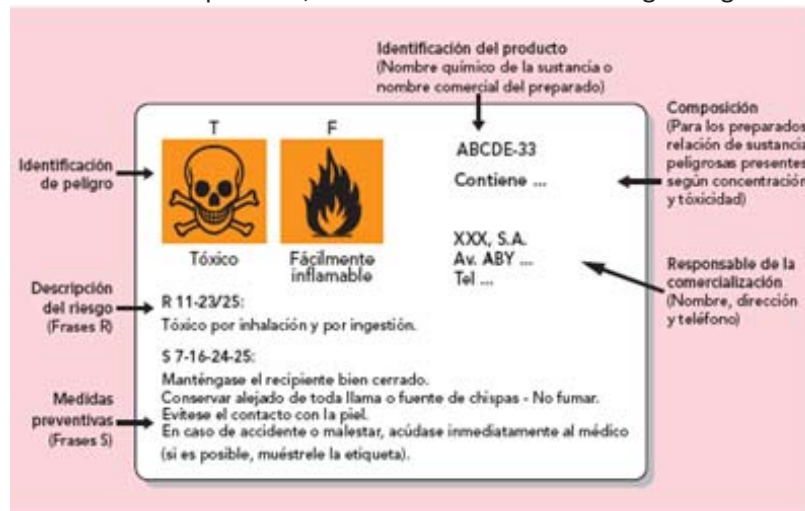 Identificación del producto
(Nombre químico de la sustancia o
nombre comercial del preparado)
Composición
(Para los preparados
relación de sustancia
peligrosas presentes
según concentración
y tóxicidad)
Identificación
de peligro
T
F
ABCDE-33
Contiene ...
Tóxico
Fácilmente
inflamable
XXX, S.A.
Av. ABY ...
Tel ...
Responsable de la
comercialización
(Nombre, dirección
y teléfono)
Descripción
del riesgo
(Frases R)
R 11-23/25:
Tóxico por inhalación y por ingestión.
S 7-16-24-25:
Manténgase el recipiente bien cerrado.
Conservar alejado de toda llama o fuente de chispas - No fumar.
Evítese el contacto con la piel.
En caso de accidente o malestar, acúdase inmediatamente al médico
(si es posible, muéstrele la etiqueta).
Medidas
preventivas
(Frases S)